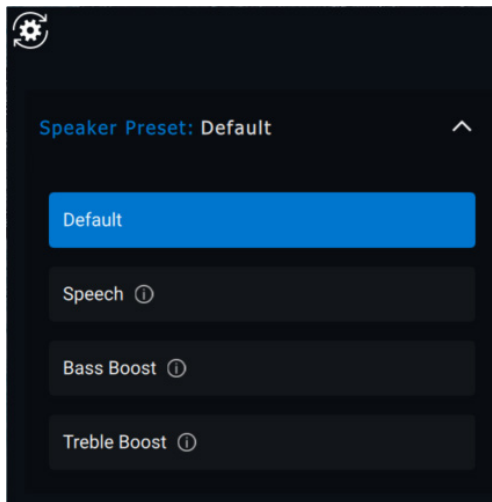 Speaker Preset: Default
Default
Speech
Bass Boost
Treble Boost